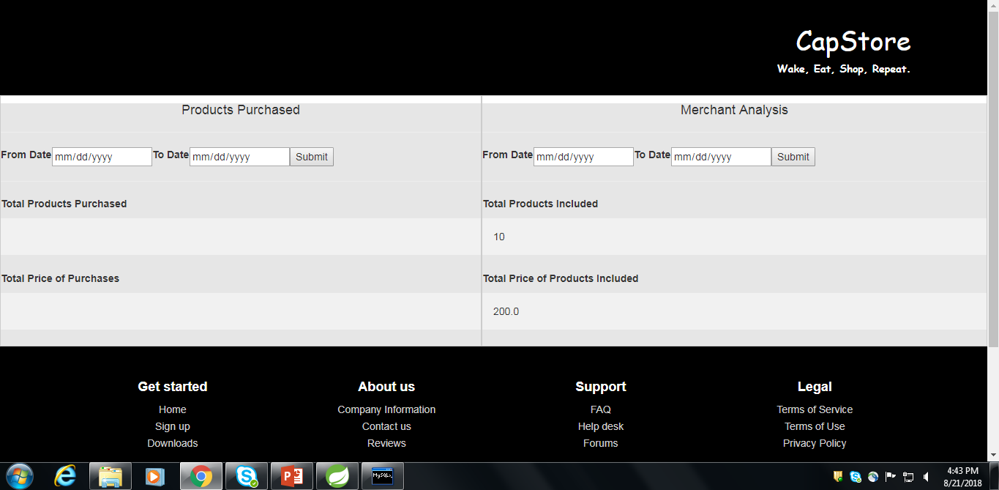 CapStore
Wake, Eat, Shop, Repeat.
Products Purchased
From Date mm/dd/yyyy To Date mm/dd/yyyy Submit
Total Products Purchased
Total Price of Purchases
Merchant Analysis
From Date mm/dd/yyyy To Date mm/dd/yyyy Submit
Total Products Included
10
Total Price of Products Included
200.0
Get started
Home
Sign up
Downloads
About us
Company Information
Contact us
Reviews
Support
FAQ
Help desk
Forums
Legal
Terms of Service
Terms of Use
Privacy Policy
4:43 PM
8/21/2018